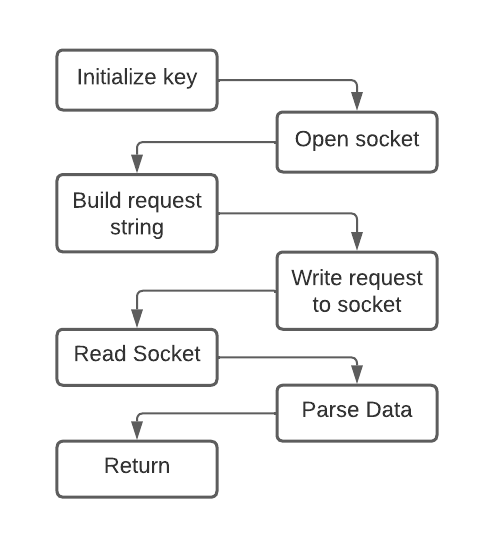 Initialize key
Open socket
Build request
string
Write request
to socket
Read Socket
Parse Data
Return